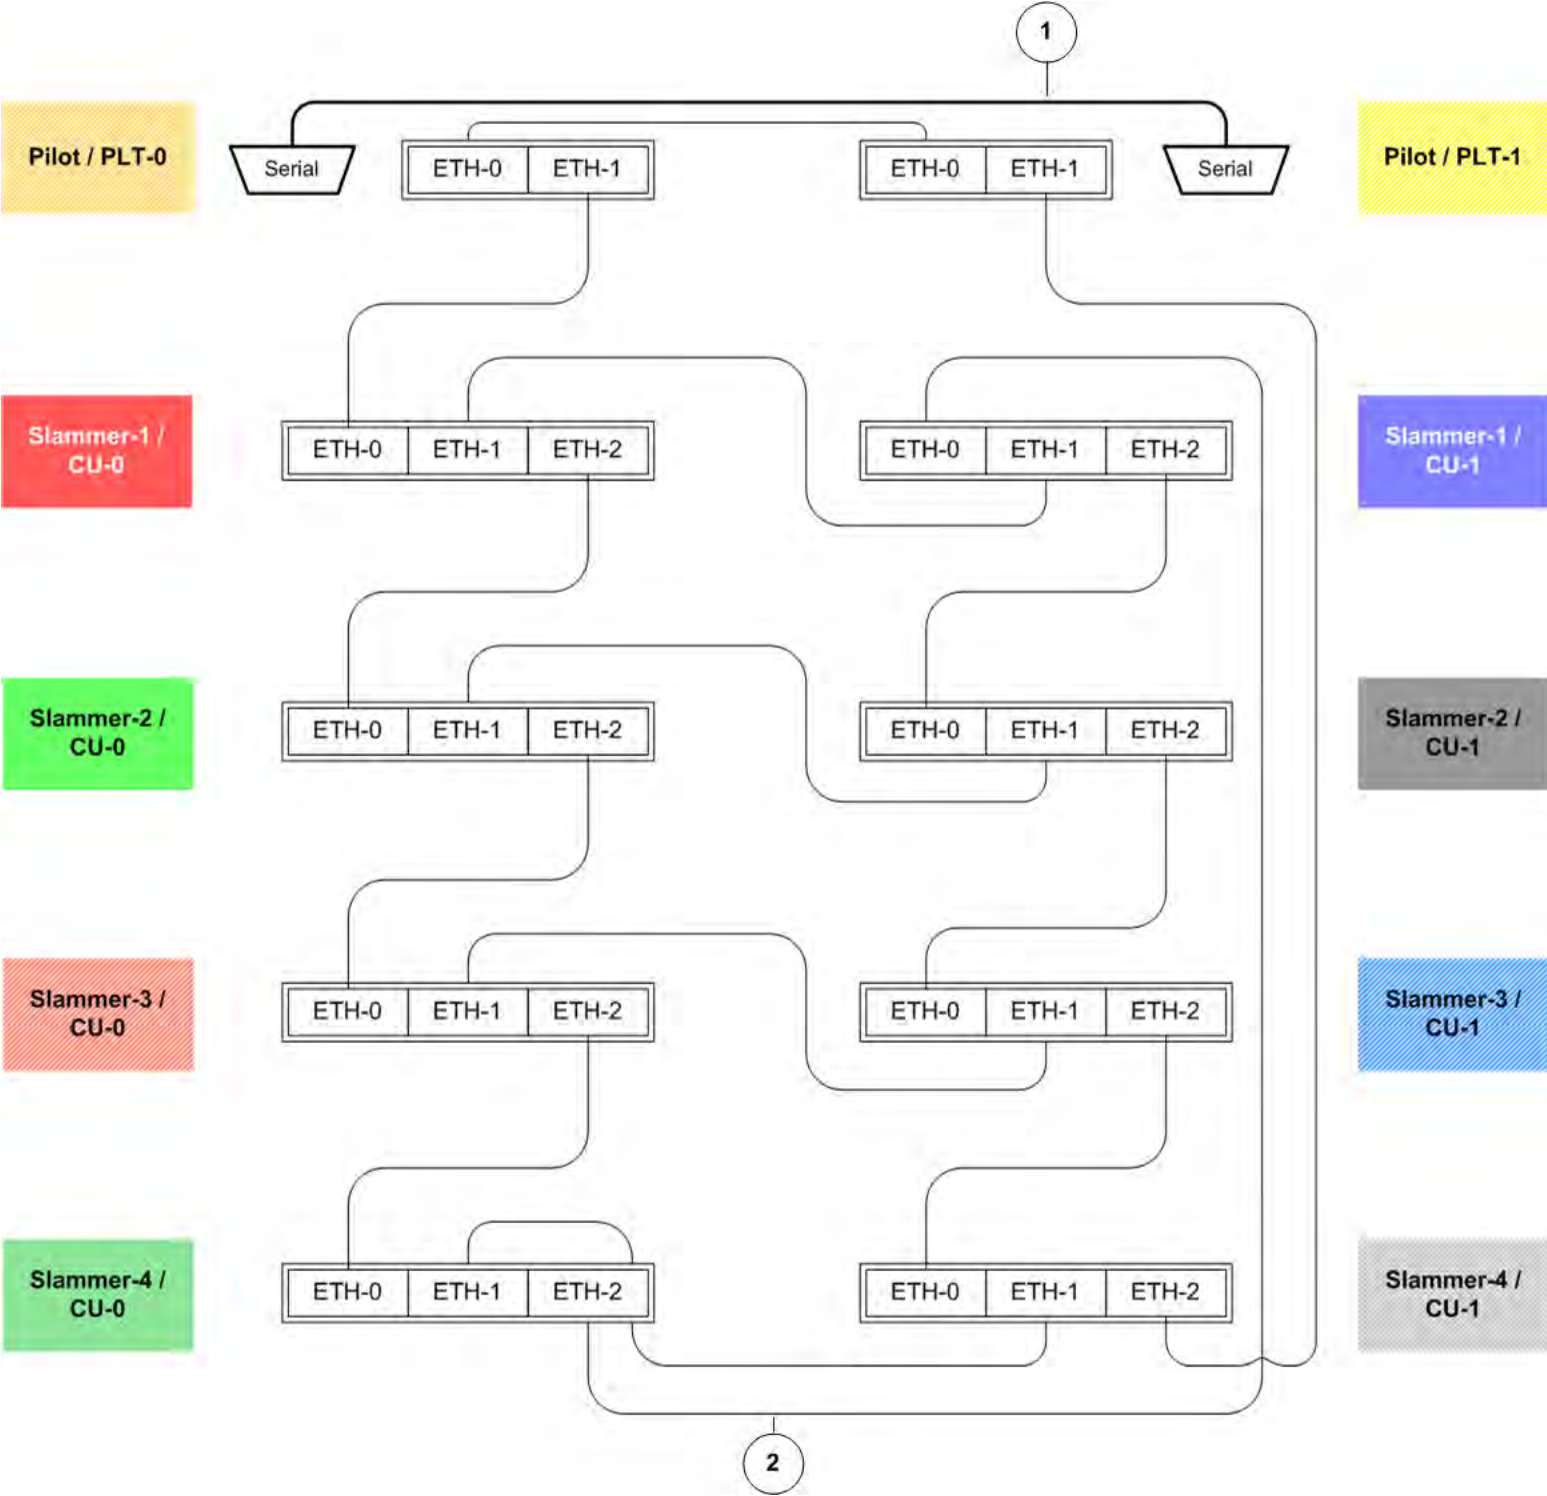 1
Pilot / PLT-0
Serial
ETH-0 ETH-1
ETH-0 ETH-1
Serial
Pilot / PLT-1
Slammer-1 /
CU-0
ETH-0 ETH-1 ETH-2
ETH-0 ETH-1 ETH-2
Slammer-1 /
CU-1
Slammer-2 /
CU-0
ETH-0 ETH-1 ETH-2
ETH-0 ETH-1 ETH-2
Slammer-2 /
CU-1
Slammer-3 /
CU-0
ETH-0 ETH-1 ETH-2
ETH-0 ETH-1 ETH-2
Slammer-3 /
CU-1
Slammer-4 /
CU-0
ETH-0 ETH-1 ETH-2
ETH-0 ETH-1 ETH-2
Slammer-4 /
CU-1
2